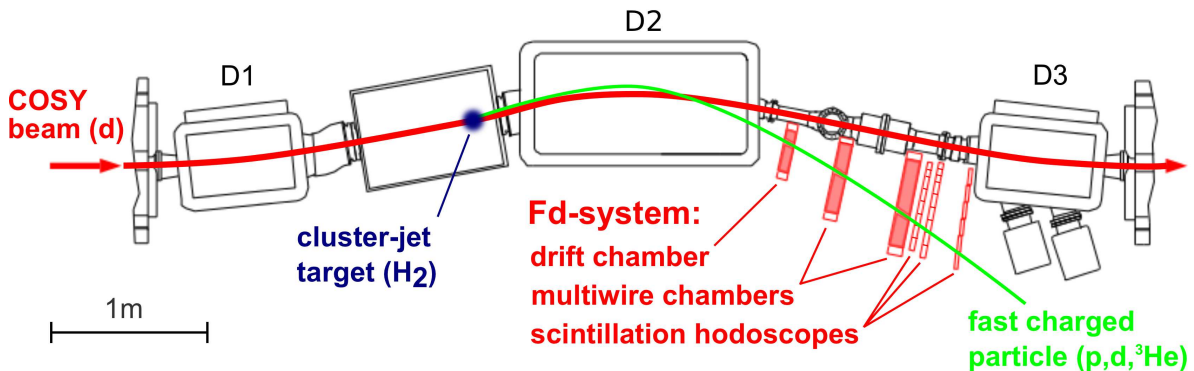 D2
D1
D3
COSY
beam (d)
cluster-jet
target (H2)
Fd-system:
drift chamber
multiwire chambers
scintillation hodoscopes
fast charged
particle (p,d,³He)
1m